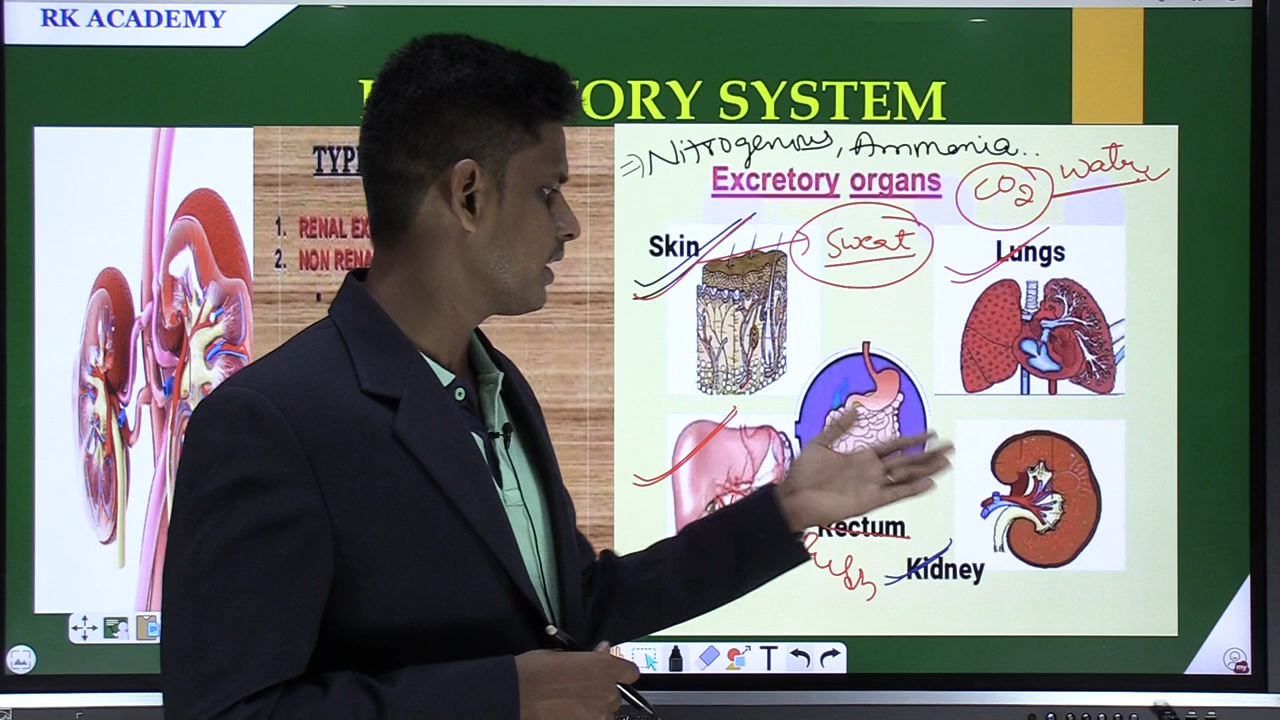 RK ACADEMY
ORY SYSTEM
TYP
1. RENAL EX
2. NON RENA
⇒ Nitrogenous, Ammonia..
Excretory organs
CO2 water
Skin
Sweat
Lungs
Rectum
Kidney
T
my